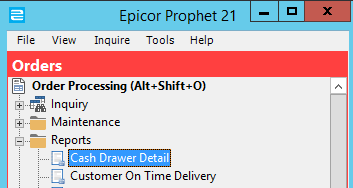 Epicor Prophet 21
File View Inquire Tools Help
Orders
Order Processing (Alt+Shift+O)
Inquiry
Maintenance
Reports
Cash Drawer Detail
Customer On Time Delivery